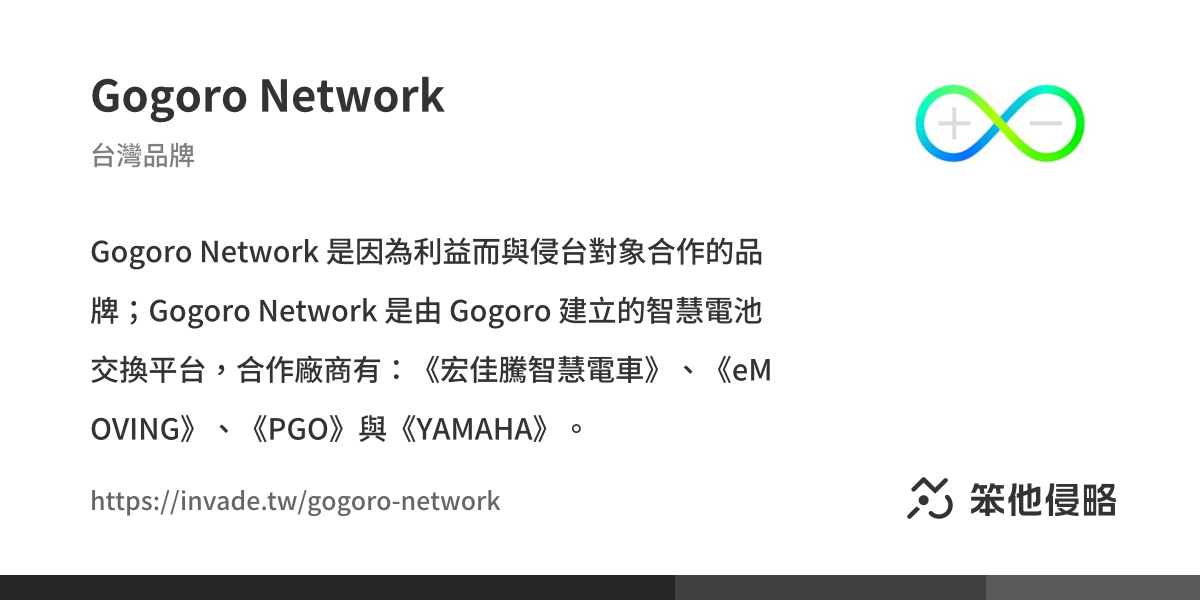 Gogoro Network
台灣品牌
Gogoro Network 是因為利益而與侵台對象合作的品
牌；Gogoro Network 是由 Gogoro 建立的智慧電池
交換平台，合作廠商有：《宏佳騰智慧電車》、《eM
OVING》、《PGO》與《YAMAHA》。
https://invade.tw/gogoro-network
笨他侵略